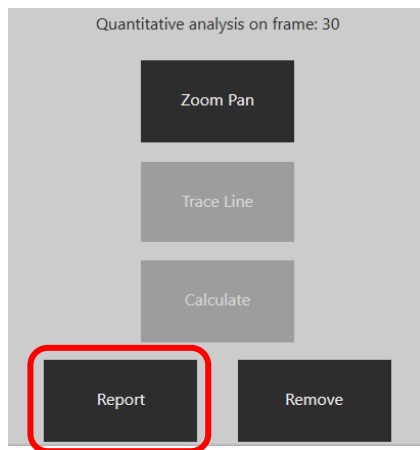 Quantitative analysis on frame: 30
Zoom Pan
Trace Line
Calculate
Report
Remove